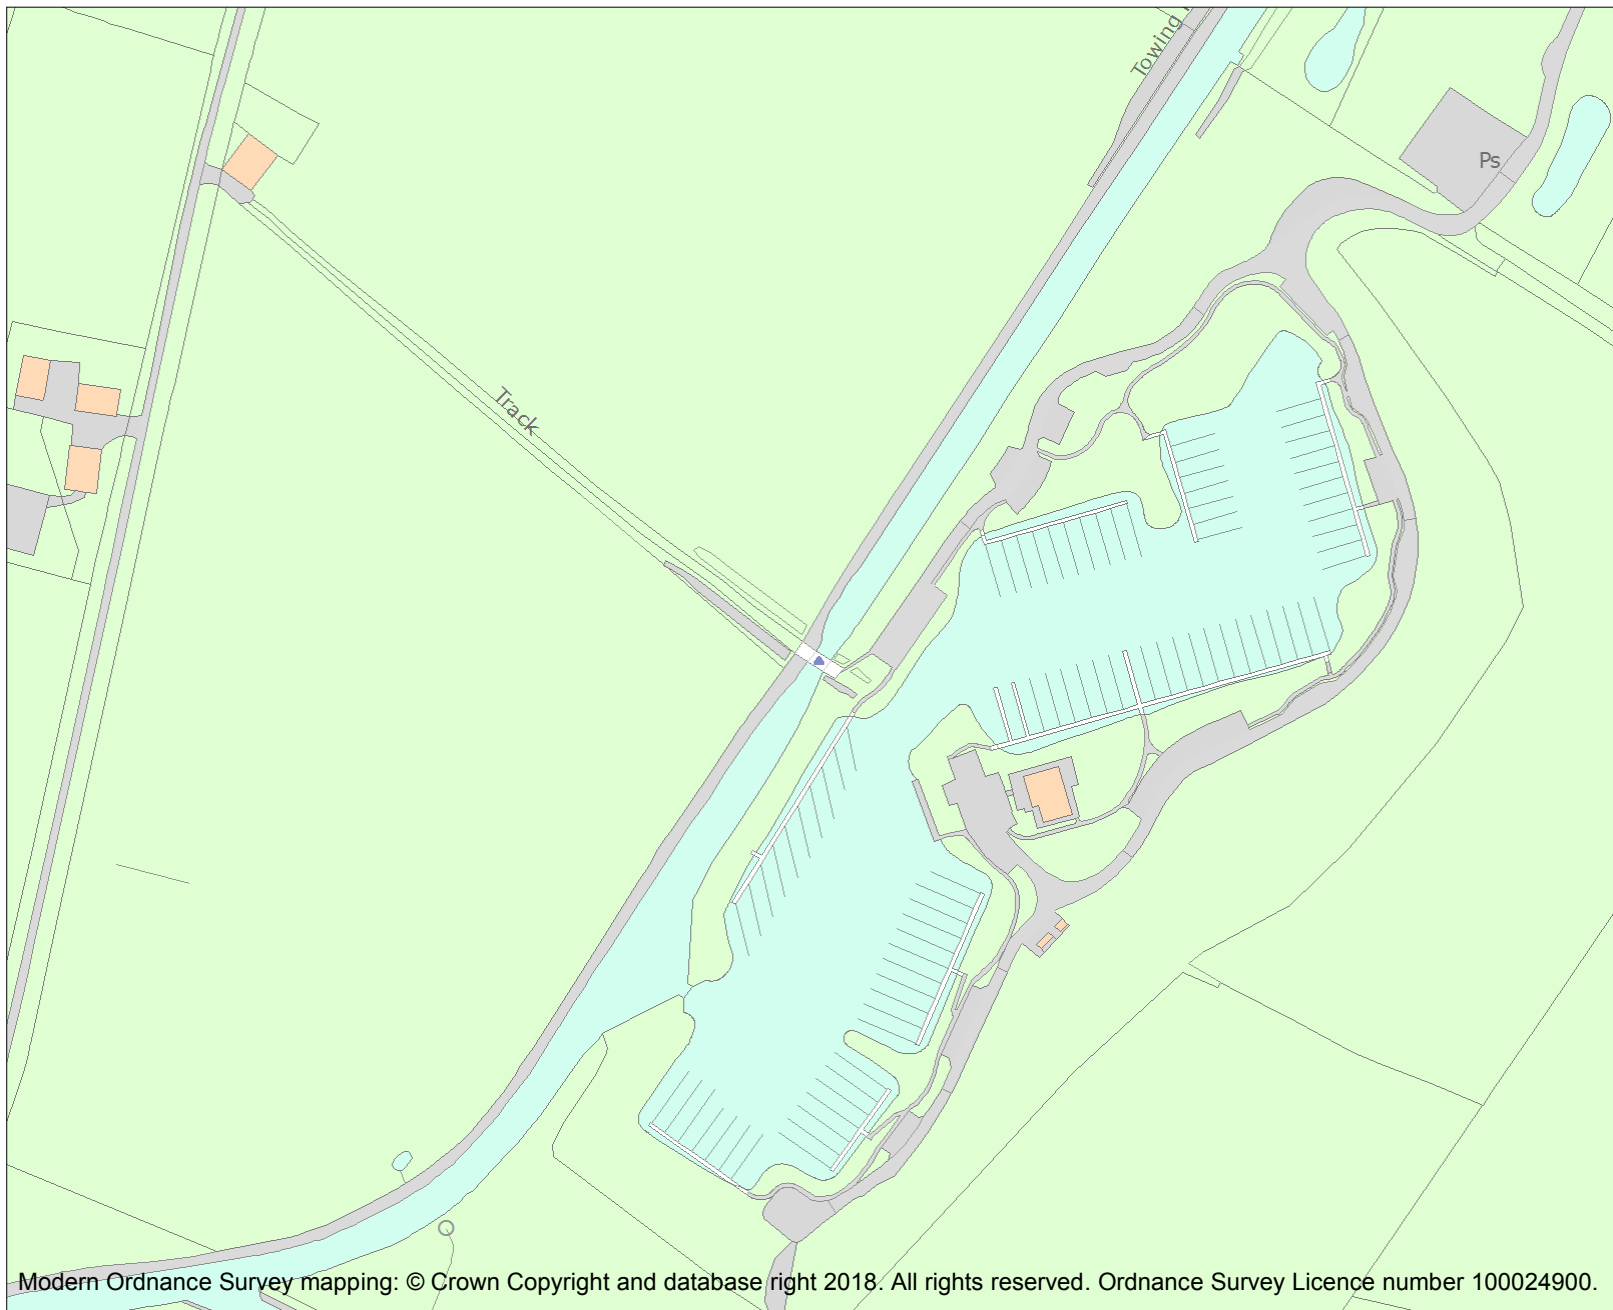 Towing
Ps
Track
Modern Ordnance Survey mapping: © Crown Copyright and database right 2018. All rights reserved. Ordnance Survey Licence number 100024900.